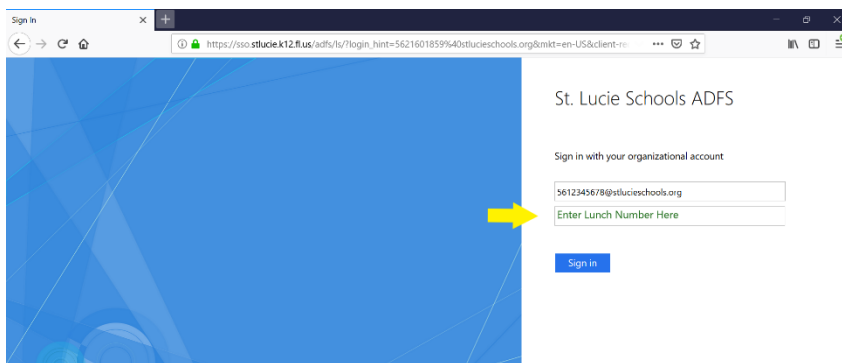 Sign In
https://sso.stlucie.k12.fl.us/adfs/ls/?login_hint=5621601859%40stlucieschools.org&mkt=en-US&client-re
St. Lucie Schools ADFS
Sign in with your organizational account
5612345678@stlucieschools.org
Enter Lunch Number Here
Sign in